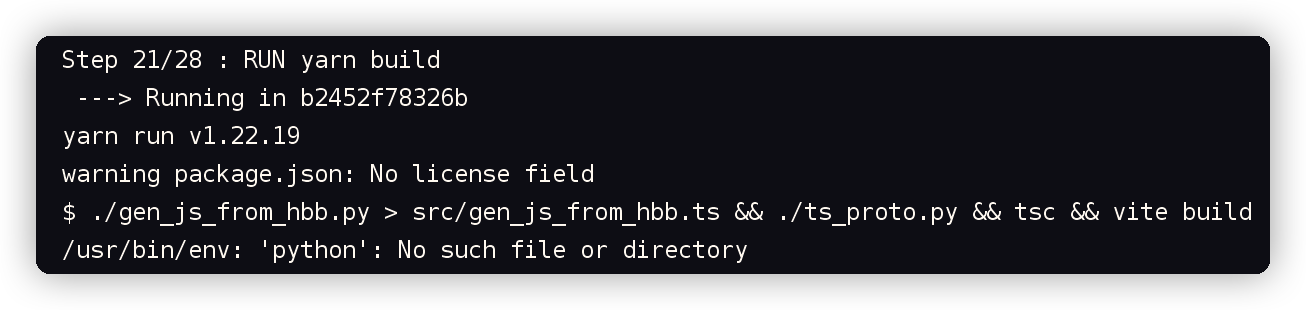 Step 21/28 : RUN yarn build
 ---> Running in b2452f78326b
yarn run v1.22.19
warning package.json: No license field
$ ./gen_js_from_hbb.py > src/gen_js_from_hbb.ts && ./ts_proto.py && tsc && vite build
/usr/bin/env: 'python': No such file or directory